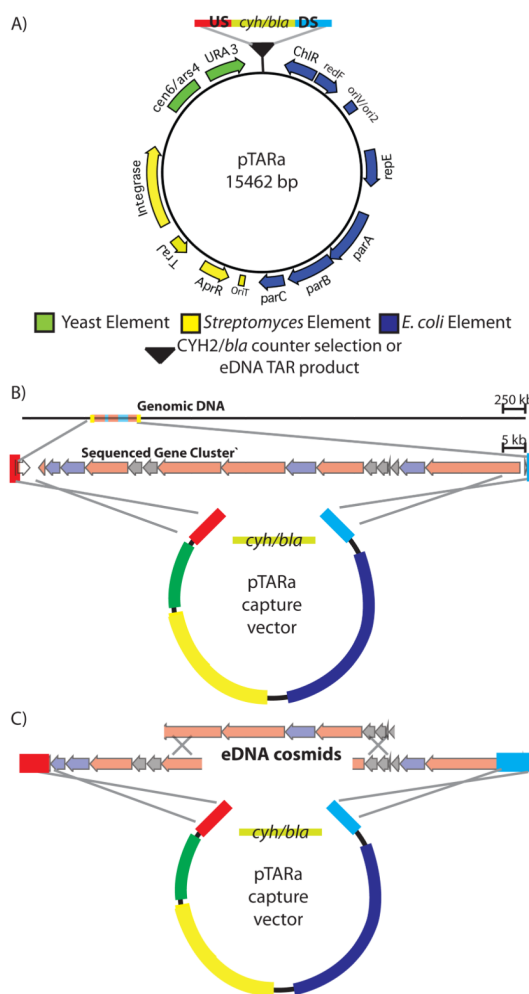 A)
US cyh/bla DS
cen6/ars4
URA3
ChlR
redF
oriV/ori2
repE
parA
parB
parC
OriT
AprR
TraJ
Integrase
pTARa
15462 bp
Yeast Element Streptomyces Element E. coli Element
CYH2/bla counter selection or
eDNA TAR product
B)
Genomic DNA
250 kb
5 kb
Sequenced Gene Cluster`
cyh/bla
pTARa
capture
vector
C)
eDNA cosmids
cyh/bla
pTARa
capture
vector